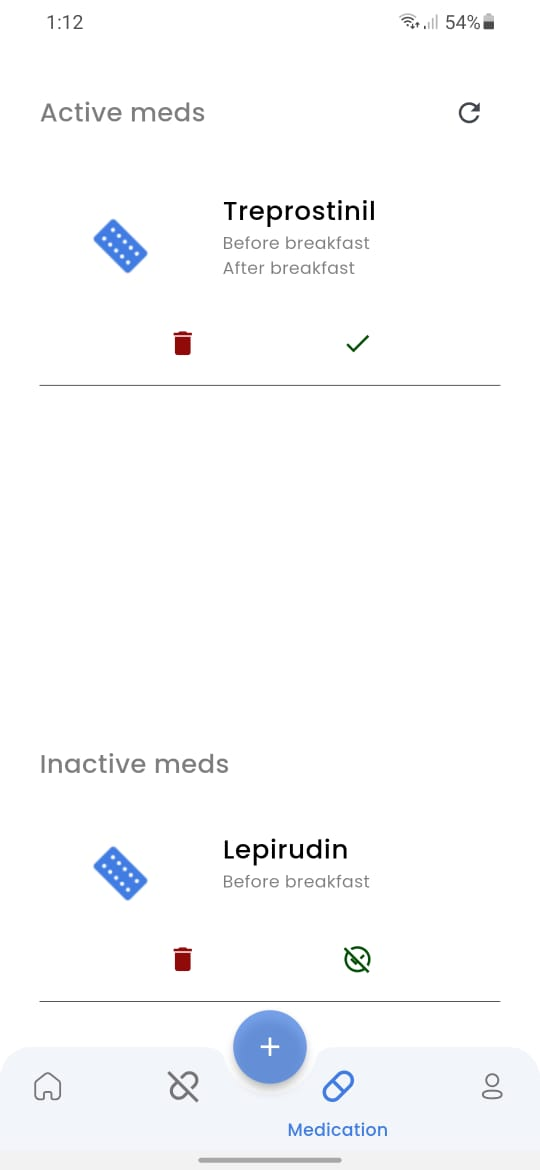 1:12
54%
Active meds
Treprostinil
Before breakfast
After breakfast
Inactive meds
Lepirudin
Before breakfast
Medication